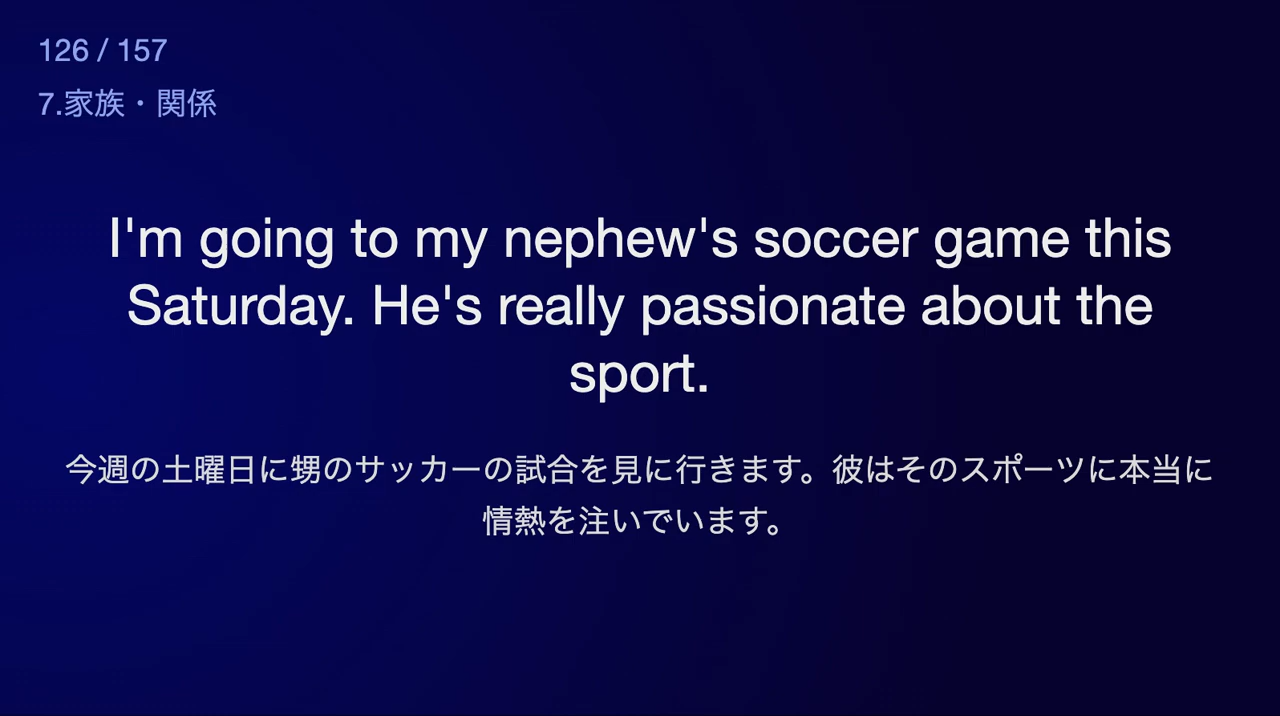 126 / 157
7.家族・関係
I'm going to my nephew's soccer game this
Saturday. He's really passionate about the
sport.
今週の土曜日に甥のサッカーの試合を見に行きます。彼はそのスポーツに本当に
情熱を注いでいます。